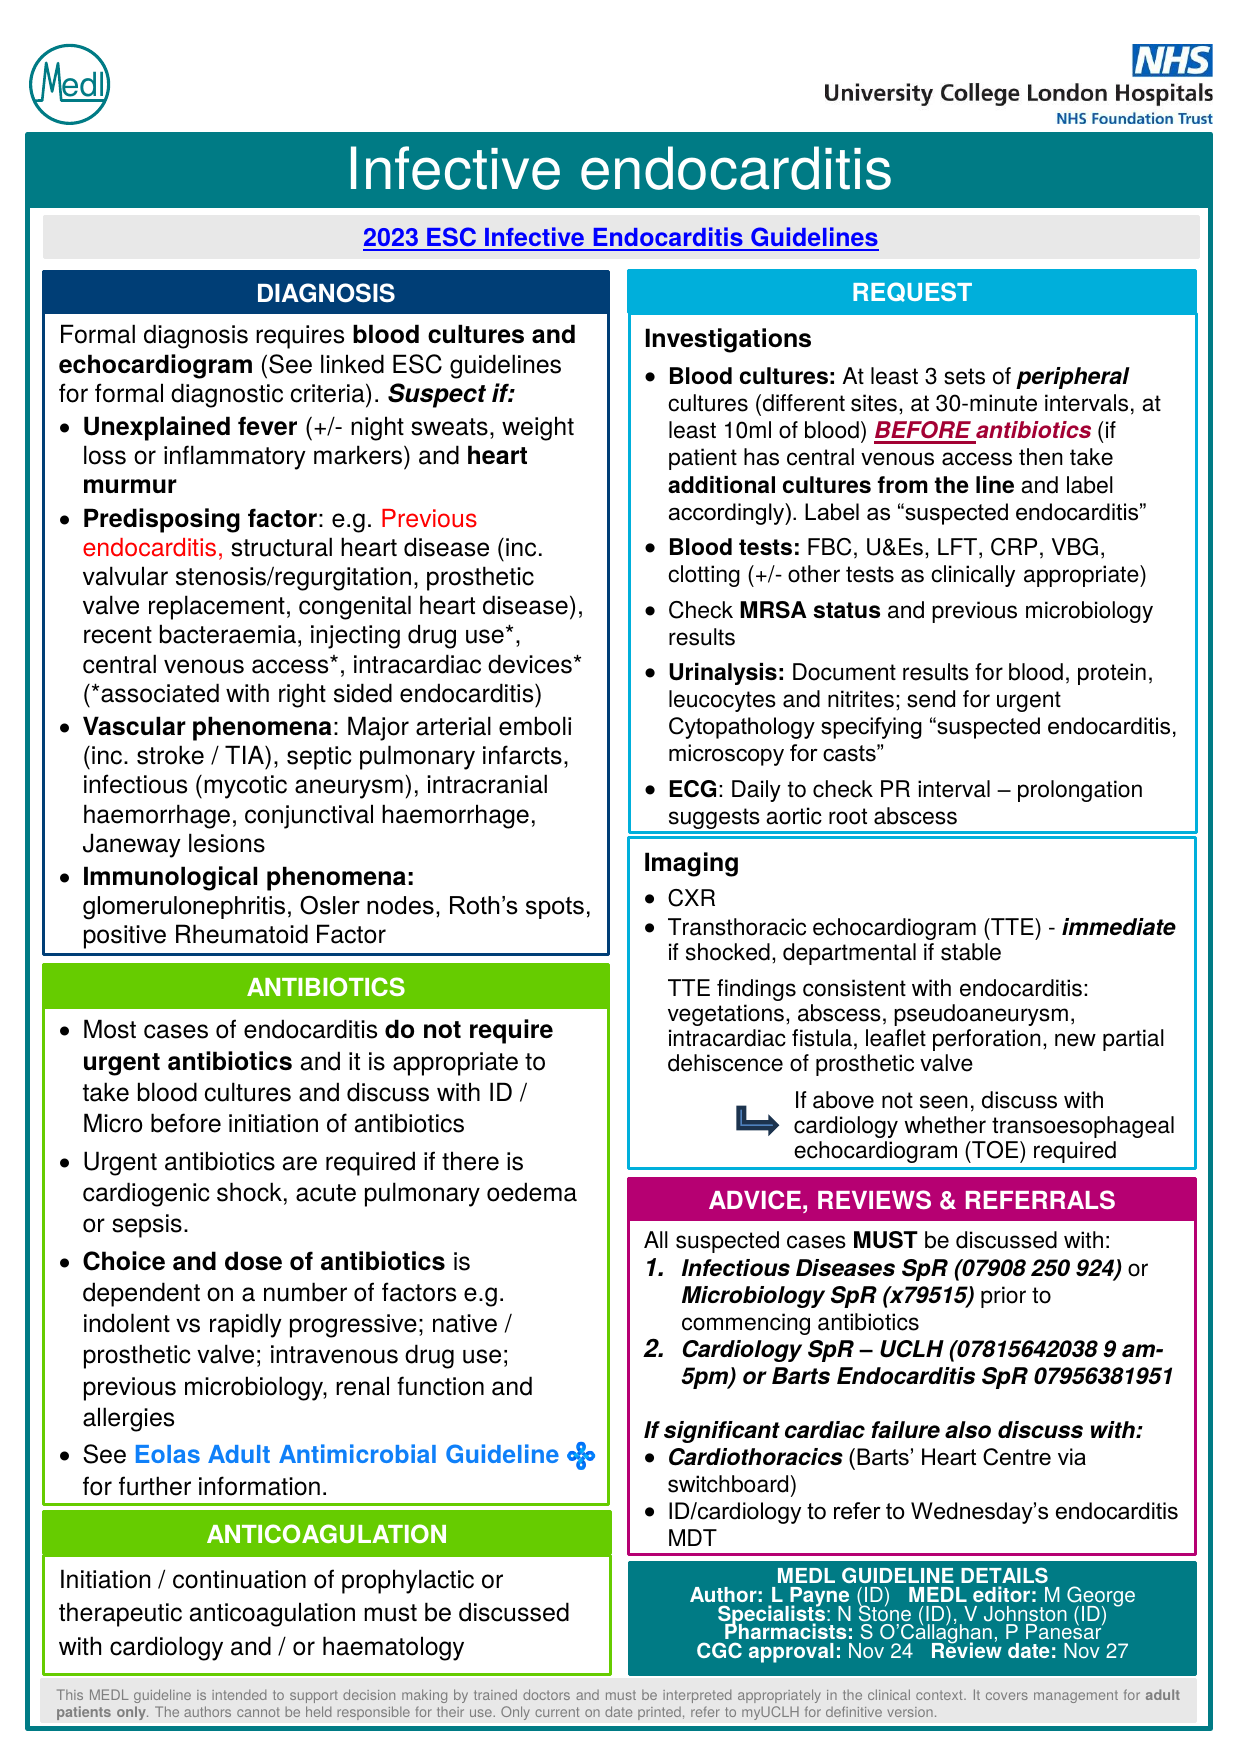 Medl
NHS
University College London Hospitals
NHS Foundation Trust
Infective endocarditis
2023 ESC Infective Endocarditis Guidelines
DIAGNOSIS
Formal diagnosis requires blood cultures and
echocardiogram (See linked ESC guidelines
for formal diagnostic criteria). Suspect if:
• Unexplained fever (+/- night sweats, weight
loss or inflammatory markers) and heart
murmur
• Predisposing factor: e.g. Previous
endocarditis, structural heart disease (inc.
valvular stenosis/regurgitation, prosthetic
valve replacement, congenital heart disease),
recent bacteraemia, injecting drug use*,
central venous access*, intracardiac devices*
(*associated with right sided endocarditis)
• Vascular phenomena: Major arterial emboli
(inc. stroke / TIA), septic pulmonary infarcts,
infectious (mycotic aneurysm), intracranial
haemorrhage, conjunctival haemorrhage,
Janeway lesions
• Immunological phenomena:
glomerulonephritis, Osler nodes, Roth's spots,
positive Rheumatoid Factor
ANTIBIOTICS
• Most cases of endocarditis do not require
urgent antibiotics and it is appropriate to
take blood cultures and discuss with ID /
Micro before initiation of antibiotics
• Urgent antibiotics are required if there is
cardiogenic shock, acute pulmonary oedema
or sepsis.
• Choice and dose of antibiotics is
dependent on a number of factors e.g.
indolent vs rapidly progressive; native /
prosthetic valve; intravenous drug use;
previous microbiology, renal function and
allergies
• See Eolas Adult Antimicrobial Guideline
for further information.
ANTICOAGULATION
Initiation / continuation of prophylactic or
therapeutic anticoagulation must be discussed
with cardiology and / or haematology
REQUEST
Investigations
• Blood cultures: At least 3 sets of peripheral
cultures (different sites, at 30-minute intervals, at
least 10ml of blood) BEFORE antibiotics (if
patient has central venous access then take
additional cultures from the line and label
accordingly). Label as “suspected endocarditis”
• Blood tests: FBC, U&Es, LFT, CRP, VBG,
clotting (+/- other tests as clinically appropriate)
• Check MRSA status and previous microbiology
results
• Urinalysis: Document results for blood, protein,
leucocytes and nitrites; send for urgent
Cytopathology specifying “suspected endocarditis,
microscopy for casts”
• ECG: Daily to check PR interval – prolongation
suggests aortic root abscess
Imaging
• CXR
• Transthoracic echocardiogram (TTE) - immediate
if shocked, departmental if stable
TTE findings consistent with endocarditis:
vegetations, abscess, pseudoaneurysm,
intracardiac fistula, leaflet perforation, new partial
dehiscence of prosthetic valve
If above not seen, discuss with
cardiology whether transoesophageal
echocardiogram (TOE) required
ADVICE, REVIEWS & REFERRALS
All suspected cases MUST be discussed with:
1. Infectious Diseases SpR (07908 250 924) or
Microbiology SpR (x79515) prior to
commencing antibiotics
2. Cardiology SpR – UCLH (07815642038 9 am-
5pm) or Barts Endocarditis SpR 07956381951
If significant cardiac failure also discuss with:
• Cardiothoracics (Barts' Heart Centre via
switchboard)
• ID/cardiology to refer to Wednesday's endocarditis
MDT
MEDL GUIDELINE DETAILS
Author: L Payne (ID) MEDL editor: M George
Specialists: N Stone (ID), V Johnston (ID)
Pharmacists: S O'Callaghan, P Panesar
CGC approval: Nov 24 Review date: Nov 27
This MEDL guideline is intended to support decision making by trained doctors and must be interpreted appropriately in the clinical context. It covers management for adult
patients only. The authors cannot be held responsible for their use. Only current on date printed, refer to myUCLH for definitive version.